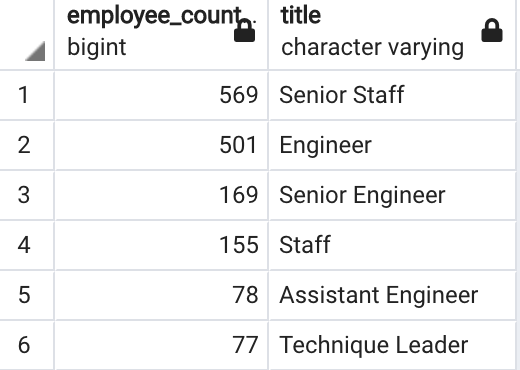 employee_count.. title
bigint character varying
1 569 Senior Staff
2 501 Engineer
3 169 Senior Engineer
4 155 Staff
5 78 Assistant Engineer
6 77 Technique Leader